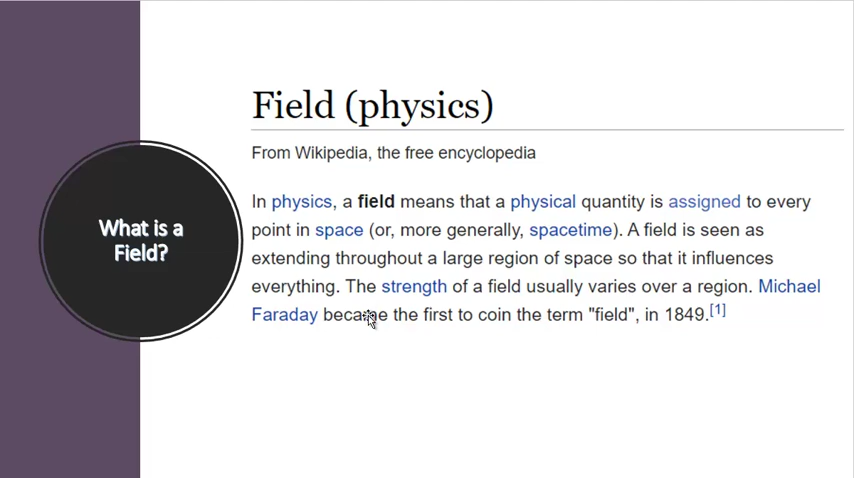 What is a
Field?
Field (physics)
From Wikipedia, the free encyclopedia
In physics, a field means that a physical quantity is assigned to every
point in space (or, more generally, spacetime). A field is seen as
extending throughout a large region of space so that it influences
everything. The strength of a field usually varies over a region. Michael
Faraday became the first to coin the term "field", in 1849.[1]